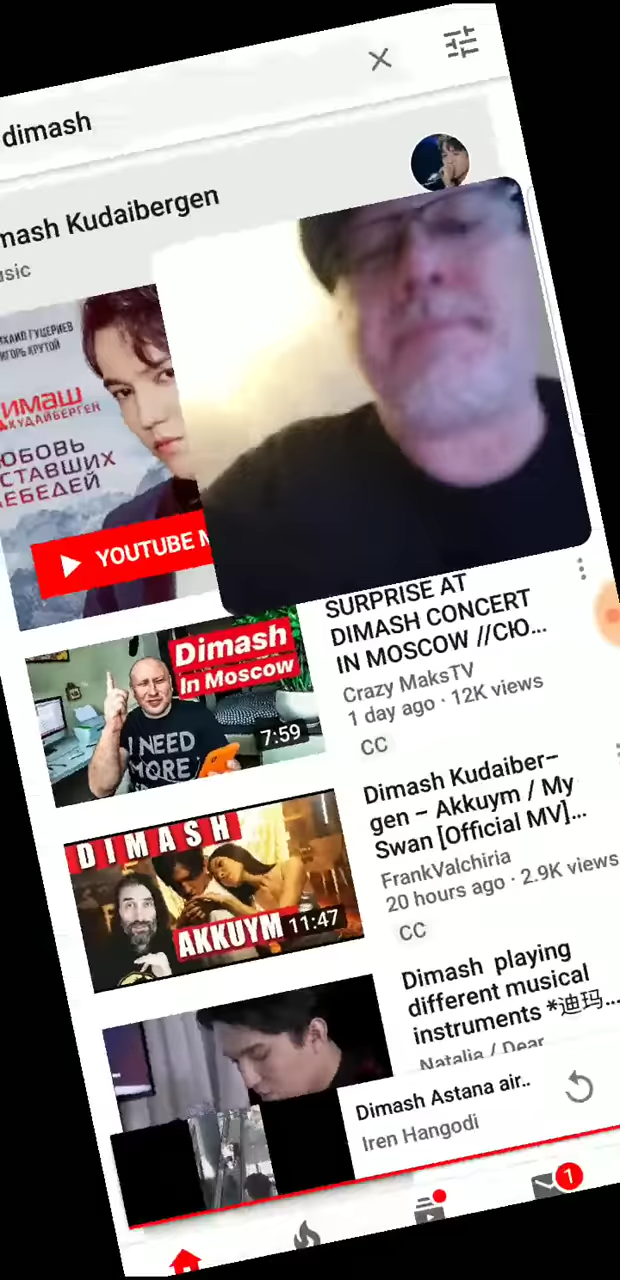 dimash
mash Kudaibergen
usic
ИХАИЛ ГУЦЕРИЕВ
ИГОРЬ КРУТОЙ
ИМАШ
КУДАЙБЕРГЕН
ЮБОВЬ
СТАВШИХ
ЕБЕДЕЙ
YOUTUBE M
SURPRISE AT
DIMASH CONCERT
IN MOSCOW //СЮ...
Crazy MaksTV
1 day ago · 12K views
CC
Dimash
In Moscow
I NEED
MORE
7:59
Dimash Kudaiber-
gen – Akkuym / My
Swan [Official MV]...
FrankValchiria
20 hours ago · 2.9K views
CC
DIMASH
AKKUYM
11:47
Dimash playing
different musical
instruments *迪玛...
Natalia / Dear
Dimash Astana air..
Iren Hangodi
1